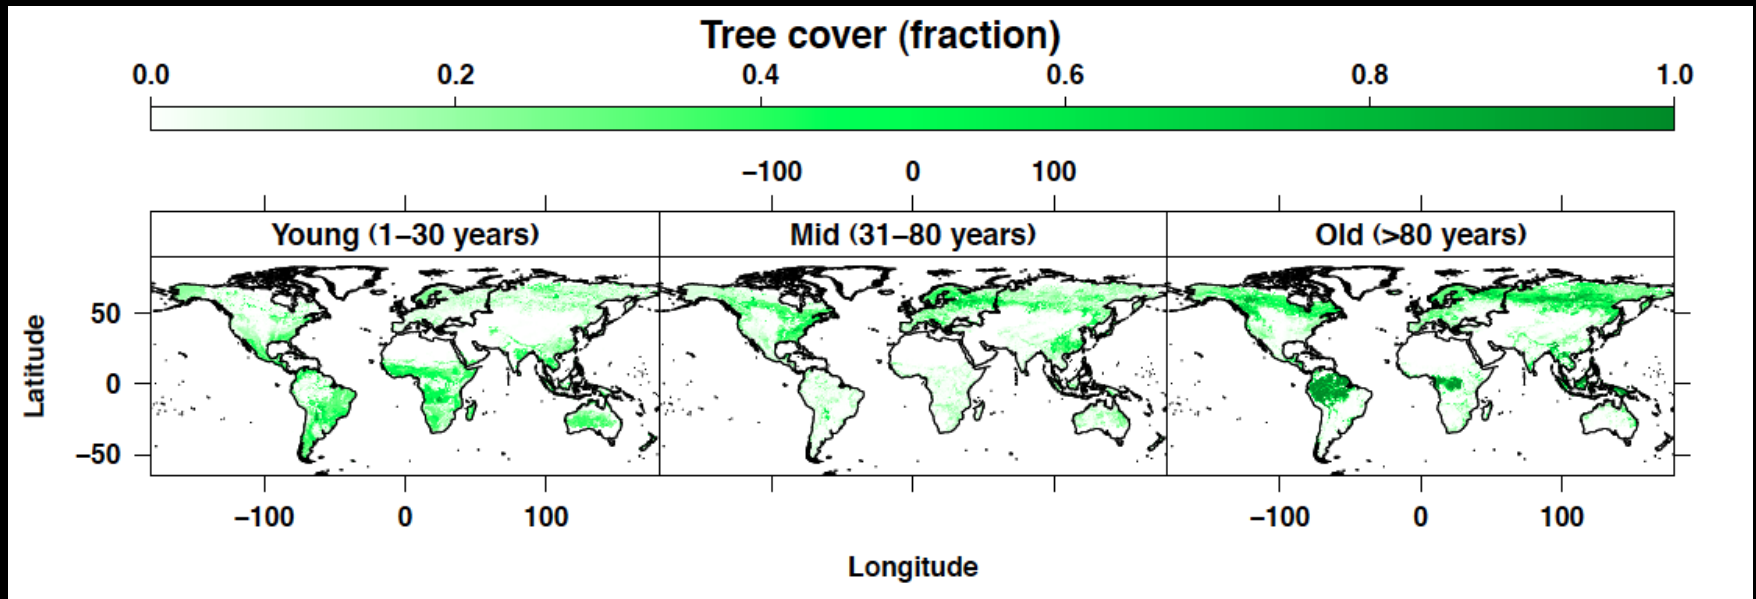 Tree cover (fraction)
0.0 0.2 0.4 0.6 0.8 1.0
−100 0 100
Young (1−30 years) Mid (31−80 years) Old (>80 years)
Latitude
50
0
−50
−100 0 100 −100 0 100
Longitude